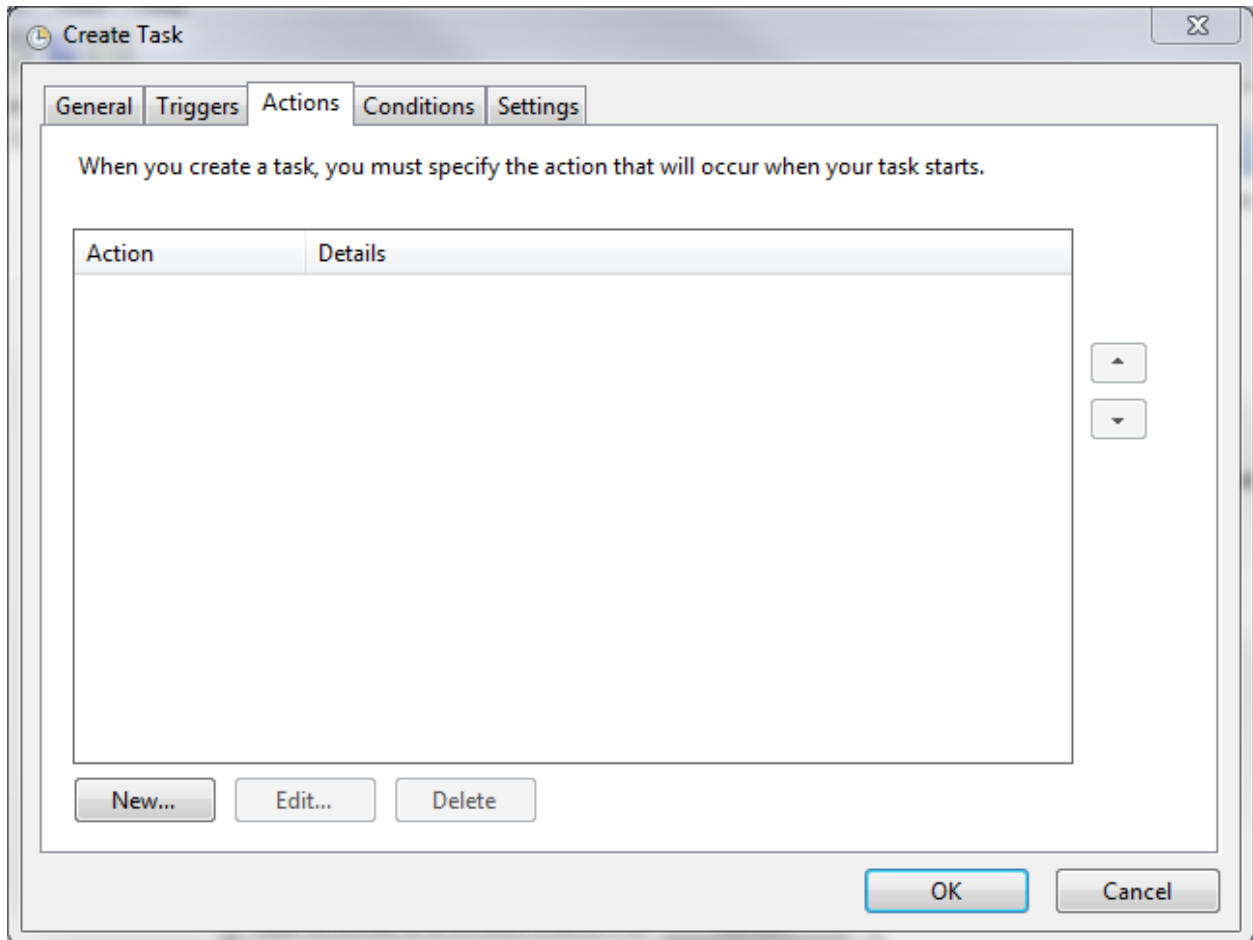 Create Task
General Triggers Actions Conditions Settings
When you create a task, you must specify the action that will occur when your task starts.
Action Details
New... Edit... Delete
OK Cancel